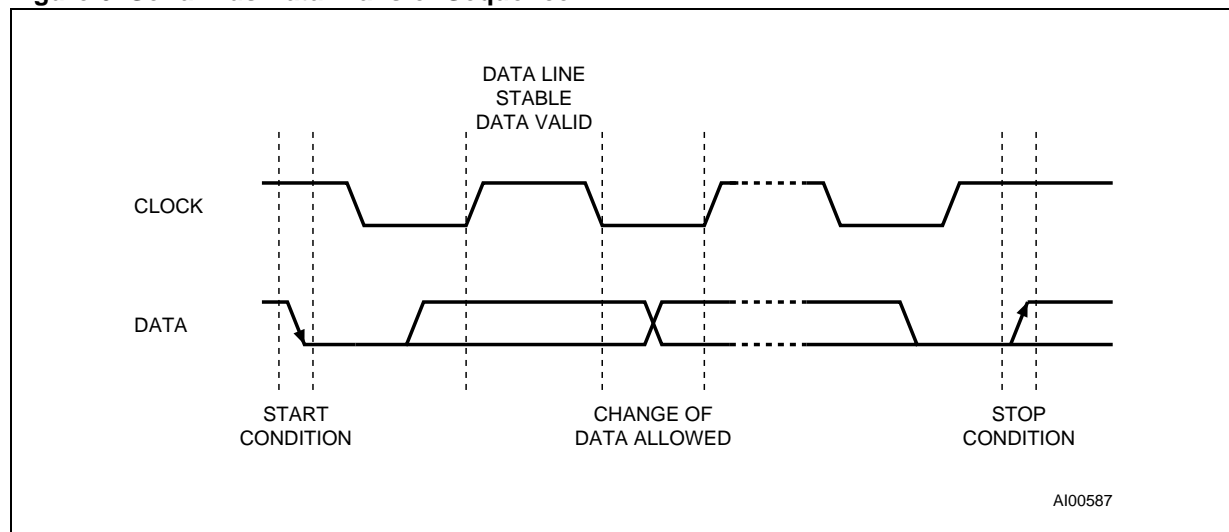 DATA LINE
STABLE
DATA VALID
CLOCK
DATA
START
CONDITION
CHANGE OF
DATA ALLOWED
STOP
CONDITION
AI00587